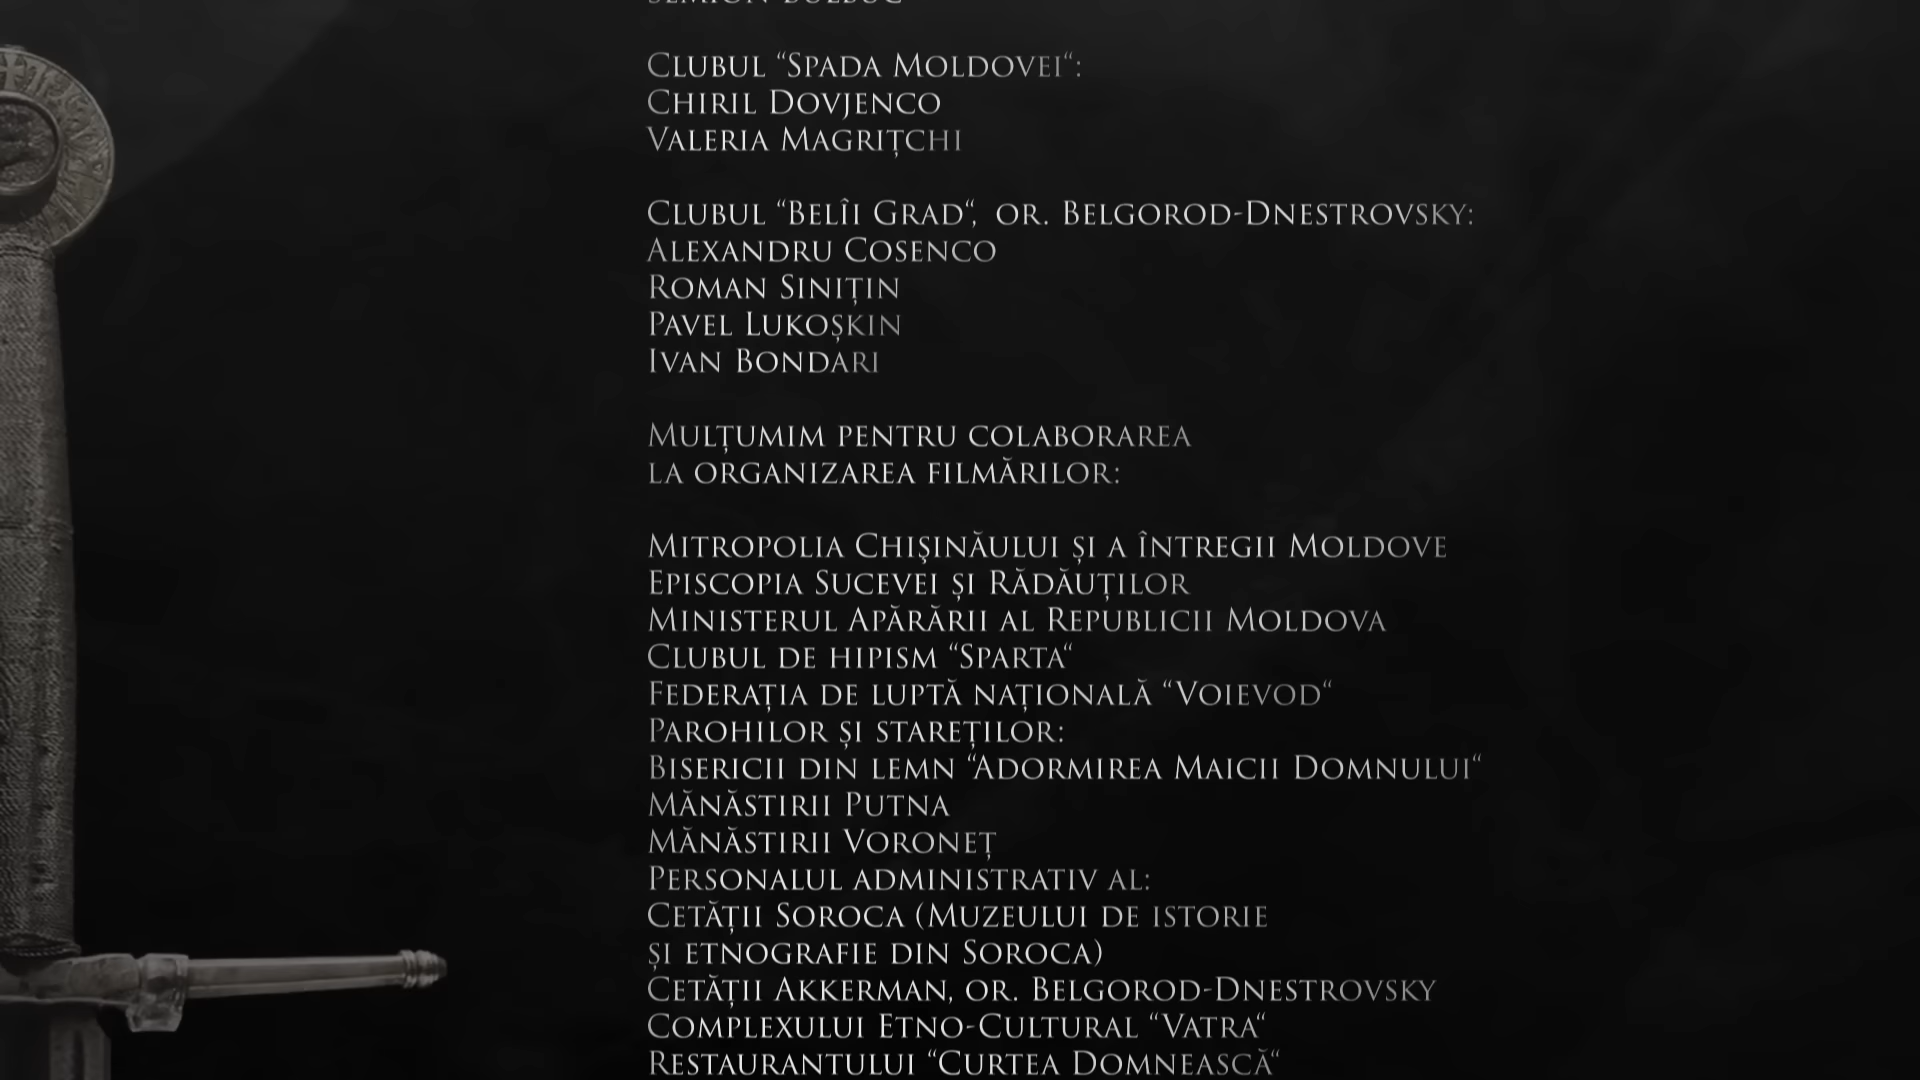 Clubul “Spada Moldovei“:
Chiril Dovjenco
Valeria Magrițchi
Clubul “Belîi Grad“, or. Belgorod-Dnestrovsky:
Alexandru Cosenco
Roman Sinițin
Pavel Lukoșkin
Ivan Bondari
Mulțumim pentru colaborarea
la organizarea filmărilor:
Mitropolia Chişinăului și a întregii Moldove
Episcopia Sucevei și Rădăuților
Ministerul Apărării al Republicii Moldova
Clubul de hipism “Sparta“
Federația de luptă națională “Voievod“
Parohilor și stareților:
Bisericii din lemn “Adormirea Maicii Domnului“
Mănăstirii Putna
Mănăstirii Voroneț
Personalul administrativ al:
Cetății Soroca (Muzeului de istorie
și etnografie din Soroca)
Cetății Akkerman, or. Belgorod-Dnestrovsky
Complexului Etno-Cultural “Vatra“
Restaurantului “Curtea Domnească“